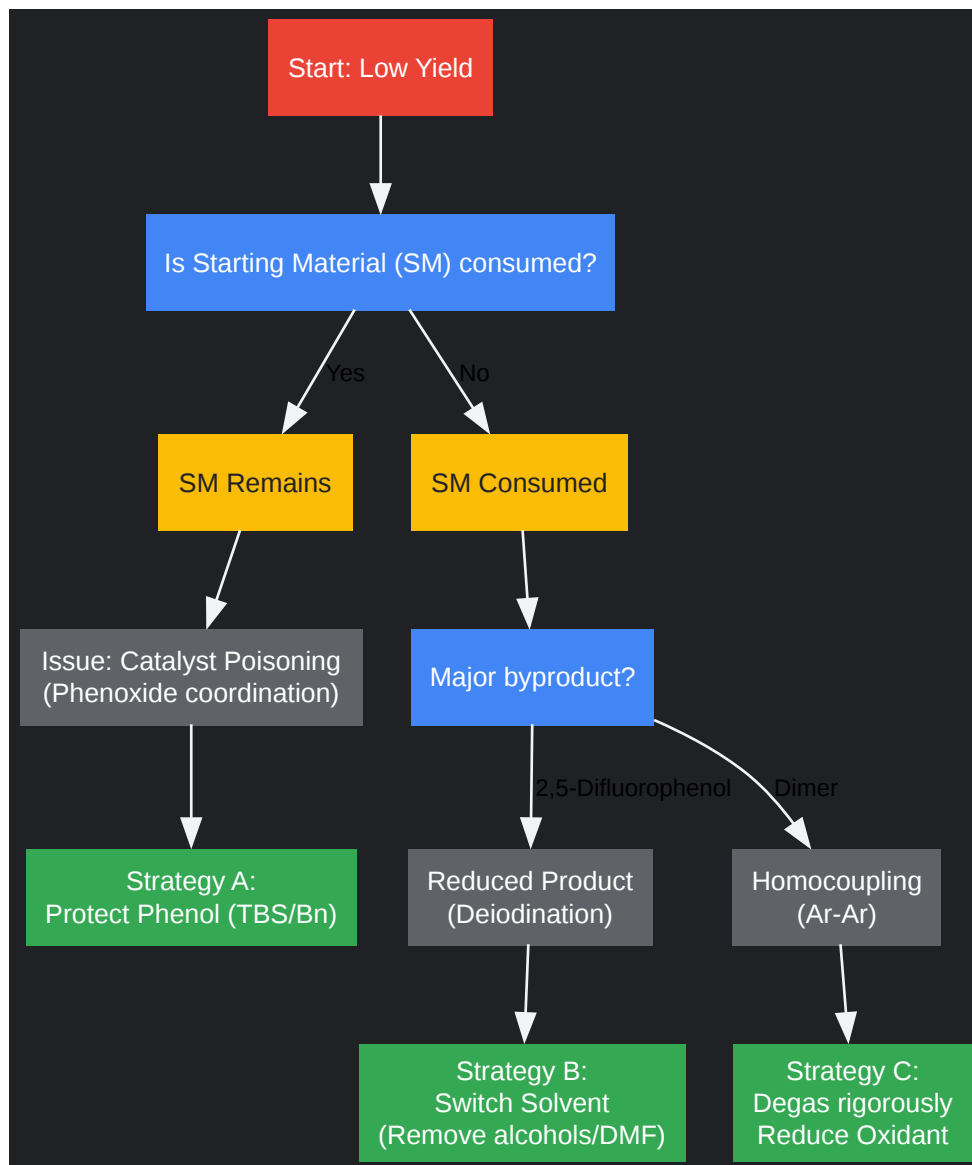 Start: Low Yield
Is Starting Material (SM) consumed?
Yes
No
SM Remains
SM Consumed
Issue: Catalyst Poisoning
(Phenoxide coordination)
Major byproduct?
2,5-Difluorophenol
Dimer
Strategy A:
Protect Phenol (TBS/Bn)
Reduced Product
(Deiodination)
Homocoupling
(Ar-Ar)
Strategy B:
Switch Solvent
(Remove alcohols/DMF)
Strategy C:
Degas rigorously
Reduce Oxidant